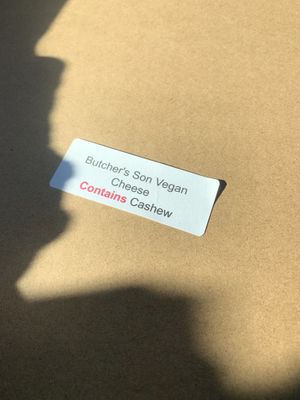 Butcher's Son Vegan
Cheese
Contains Cashew